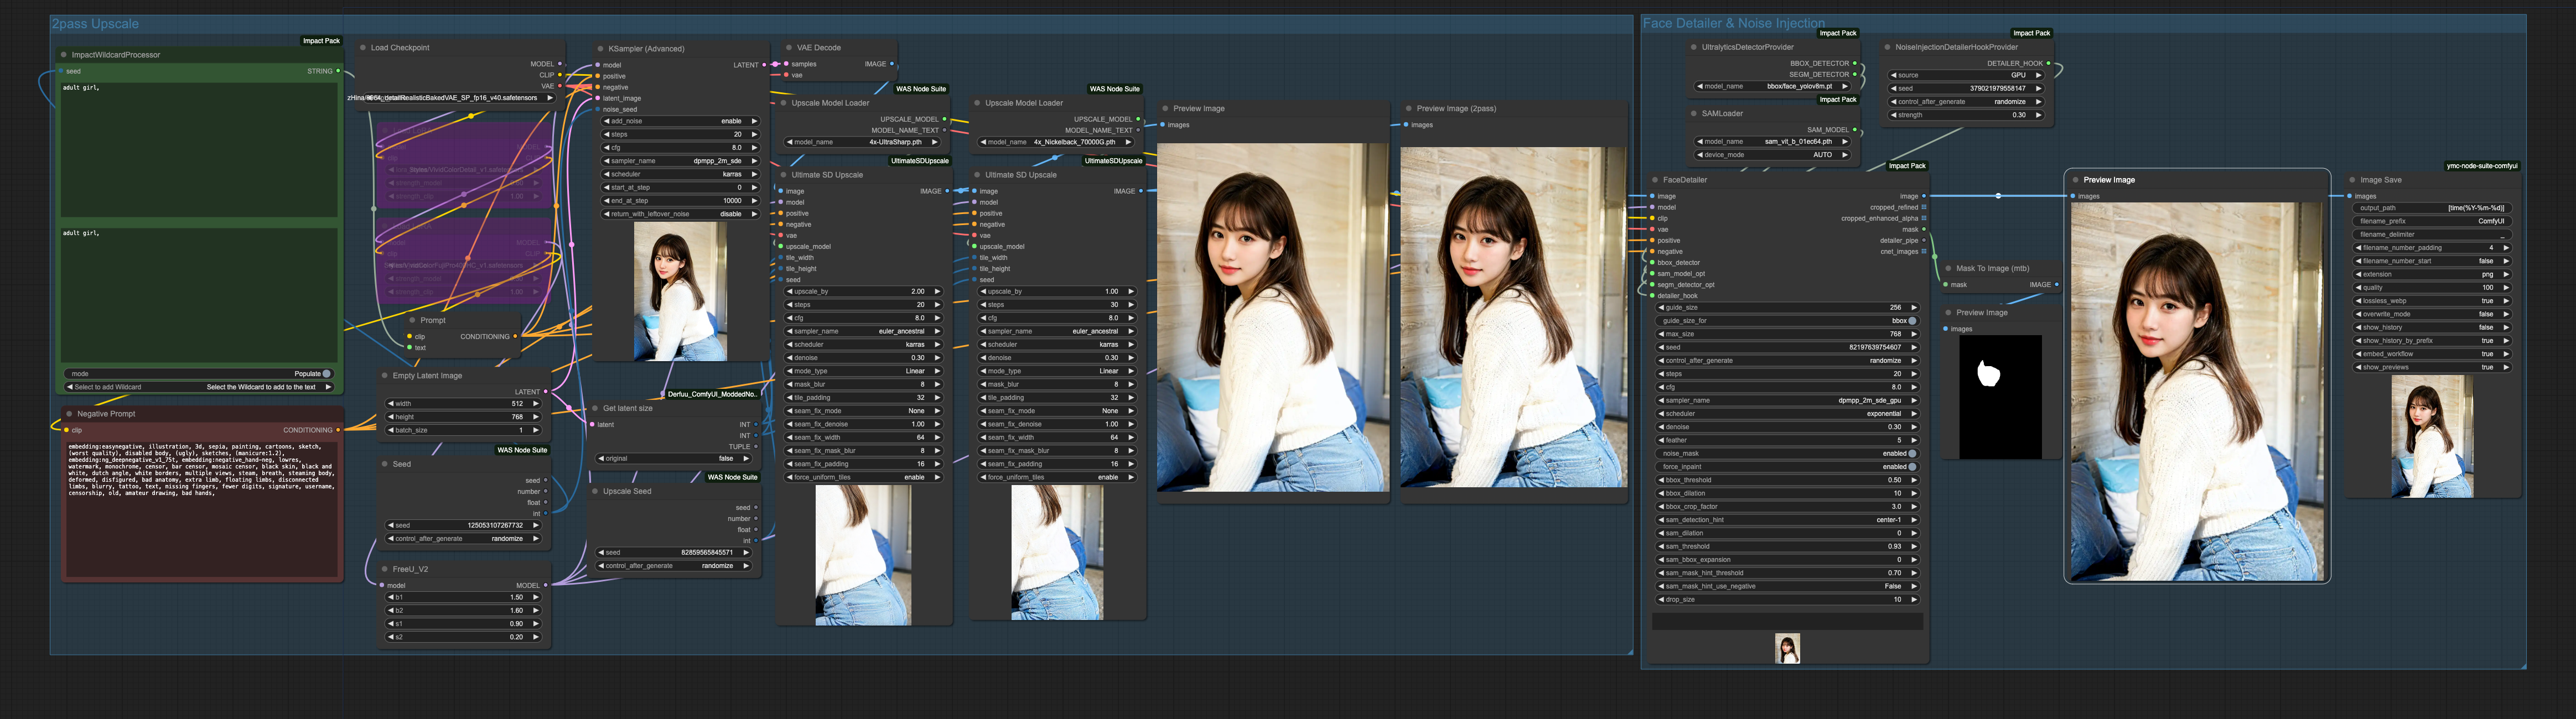 2pass Upscale
Impact Pack
ImpactWildcardProcessor
seed
STRING
adult girl,
adult girl,
mode
Populate
Select to add Wildcard
Select the Wildcard to add to the text
Negative Prompt
clip
CONDITIONING
embedding:easynegative, illustration, 3d, sepia, painting, cartoons, sketch,
(worst quality), disabled body, (ugly), sketches, (manicure:1.2),
embedding:ng_deepnegative_v1_75t, embedding:negative_hand-neg, lowres,
watermark, monochrome, censor, bar censor, mosaic censor, black skin, black and
white, dutch angle, white borders, multiple views, steam, breath, steaming body,
deformed, disfigured, bad anatomy, extra limb, floating limbs, disconnected
limbs, blurry, tattoo, text, missing fingers, fewer digits, signature, username,
censorship, old, amateur drawing, bad hands,
Load Checkpoint
MODEL
CLIP
VAE
detailRealisticBakedVAE_SP_fp16_v40.safetensors
Prompt
clip
CONDITIONING
text
Empty Latent Image
LATENT
width 512
height 768
batch_size 1
WAS Node Suite
Seed
seed
number
float
int
seed 125053107267732
control_after_generate randomize
FreeU_V2
model
MODEL
b1 1.50
b2 1.60
s1 0.90
s2 0.20
KSampler (Advanced)
model
LATENT
positive
negative
latent_image
noise_seed
add_noise enable
steps 20
cfg 8.0
sampler_name dpmpp_2m_sde
scheduler karras
start_at_step 0
end_at_step 10000
return_with_leftover_noise disable
Derfuu_ComfyUI_ModdedNo..
Get latent size
latent
INT
INT
TUPLE
original false
WAS Node Suite
Upscale Seed
seed
number
float
int
seed 62859565845571
control_after_generate randomize
VAE Decode
samples
IMAGE
vae
WAS Node Suite
Upscale Model Loader
UPSCALE_MODEL
MODEL_NAME_TEXT
model_name 4x-UltraSharp.pth
UltimateSDUpscale
Ultimate SD Upscale
image
IMAGE
model
positive
negative
vae
upscale_model
tile_width
tile_height
seed
upscale_by 2.00
steps 20
cfg 8.0
sampler_name euler_ancestral
scheduler karras
denoise 0.30
mode_type Linear
mask_blur 8
tile_padding 32
seam_fix_mode None
seam_fix_denoise 1.00
seam_fix_width 64
seam_fix_mask_blur 8
seam_fix_padding 16
force_uniform_tiles enable
WAS Node Suite
Upscale Model Loader
UPSCALE_MODEL
MODEL_NAME_TEXT
model_name 4x_Nickelback_70000G.pth
UltimateSDUpscale
Ultimate SD Upscale
image
IMAGE
model
positive
negative
vae
upscale_model
tile_width
tile_height
seed
upscale_by 1.00
steps 30
cfg 8.0
sampler_name euler_ancestral
scheduler karras
denoise 0.30
mode_type Linear
mask_blur 8
tile_padding 32
seam_fix_mode None
seam_fix_denoise 1.00
seam_fix_width 64
seam_fix_mask_blur 8
seam_fix_padding 16
force_uniform_tiles enable
Preview Image
images
Preview Image (2pass)
images
Face Detailer & Noise Injection
Impact Pack
UltralyticsDetectorProvider
BBOX_DETECTOR
SEGM_DETECTOR
model_name bbox/face_yolov8m.pt
Impact Pack
SAMLoader
SAM_MODEL
model_name sam_vit_b_01ec64.pth
device_mode AUTO
Impact Pack
NoiseInjectionDetailerHookProvider
DETAILER_HOOK
source GPU
seed 379021979558147
control_after_generate randomize
strength 0.30
Impact Pack
FaceDetailer
image
image
model
cropped_refined
clip
cropped_enhanced_alpha
vae
mask
positive
detailer_pipe
negative
cnet_images
bbox_detector
sam_model_opt
segm_detector_opt
detailer_hook
guide_size 256
guide_size_for bbox
max_size 768
seed 82197639754607
control_after_generate randomize
steps 20
cfg 8.0
sampler_name dpmpp_2m_sde_gpu
scheduler exponential
denoise 0.30
feather 5
noise_mask enabled
force_inpaint enabled
bbox_threshold 0.50
bbox_dilation 10
bbox_crop_factor 3.0
sam_detection_hint center-1
sam_dilation 0
sam_threshold 0.93
sam_bbox_expansion 0
sam_mask_hint_threshold 0.70
sam_mask_hint_use_negative False
drop_size 10
Mask To Image (mtb)
mask
IMAGE
Preview Image
images
Preview Image
images
ymc-node-suite-comfyui
Image Save
images
output_path [time(%Y-%m-%d)]
filename_prefix ComfyUI
filename_delimiter _
filename_number_padding 4
filename_number_start false
extension png
quality 100
lossless_webp true
overwrite_mode false
show_history false
show_history_by_prefix true
embed_workflow true
show_previews true